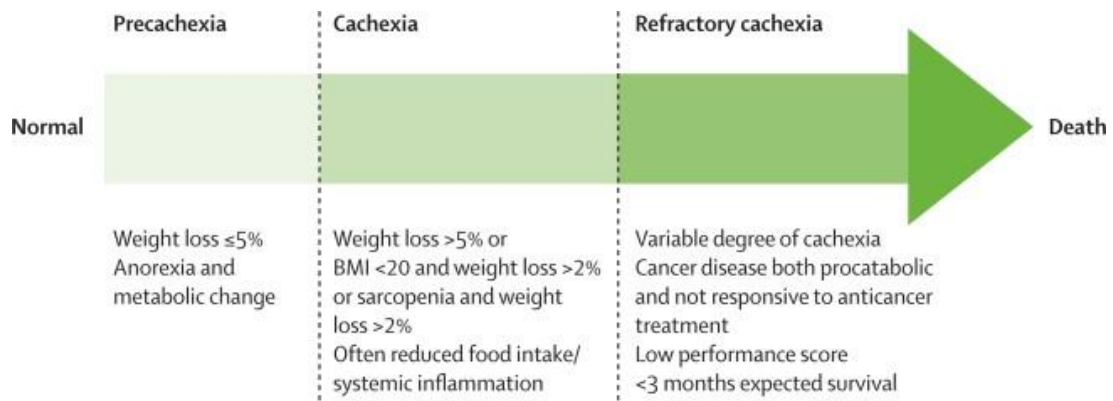 Precachexia
Cachexia
Refractory cachexia
Normal
Death
Weight loss ≤5%
Anorexia and
metabolic change
Weight loss >5% or
BMI <20 and weight loss >2%
or sarcopenia and weight
loss >2%
Often reduced food intake/
systemic inflammation
Variable degree of cachexia
Cancer disease both procatabolic
and not responsive to anticancer
treatment
Low performance score
<3 months expected survival